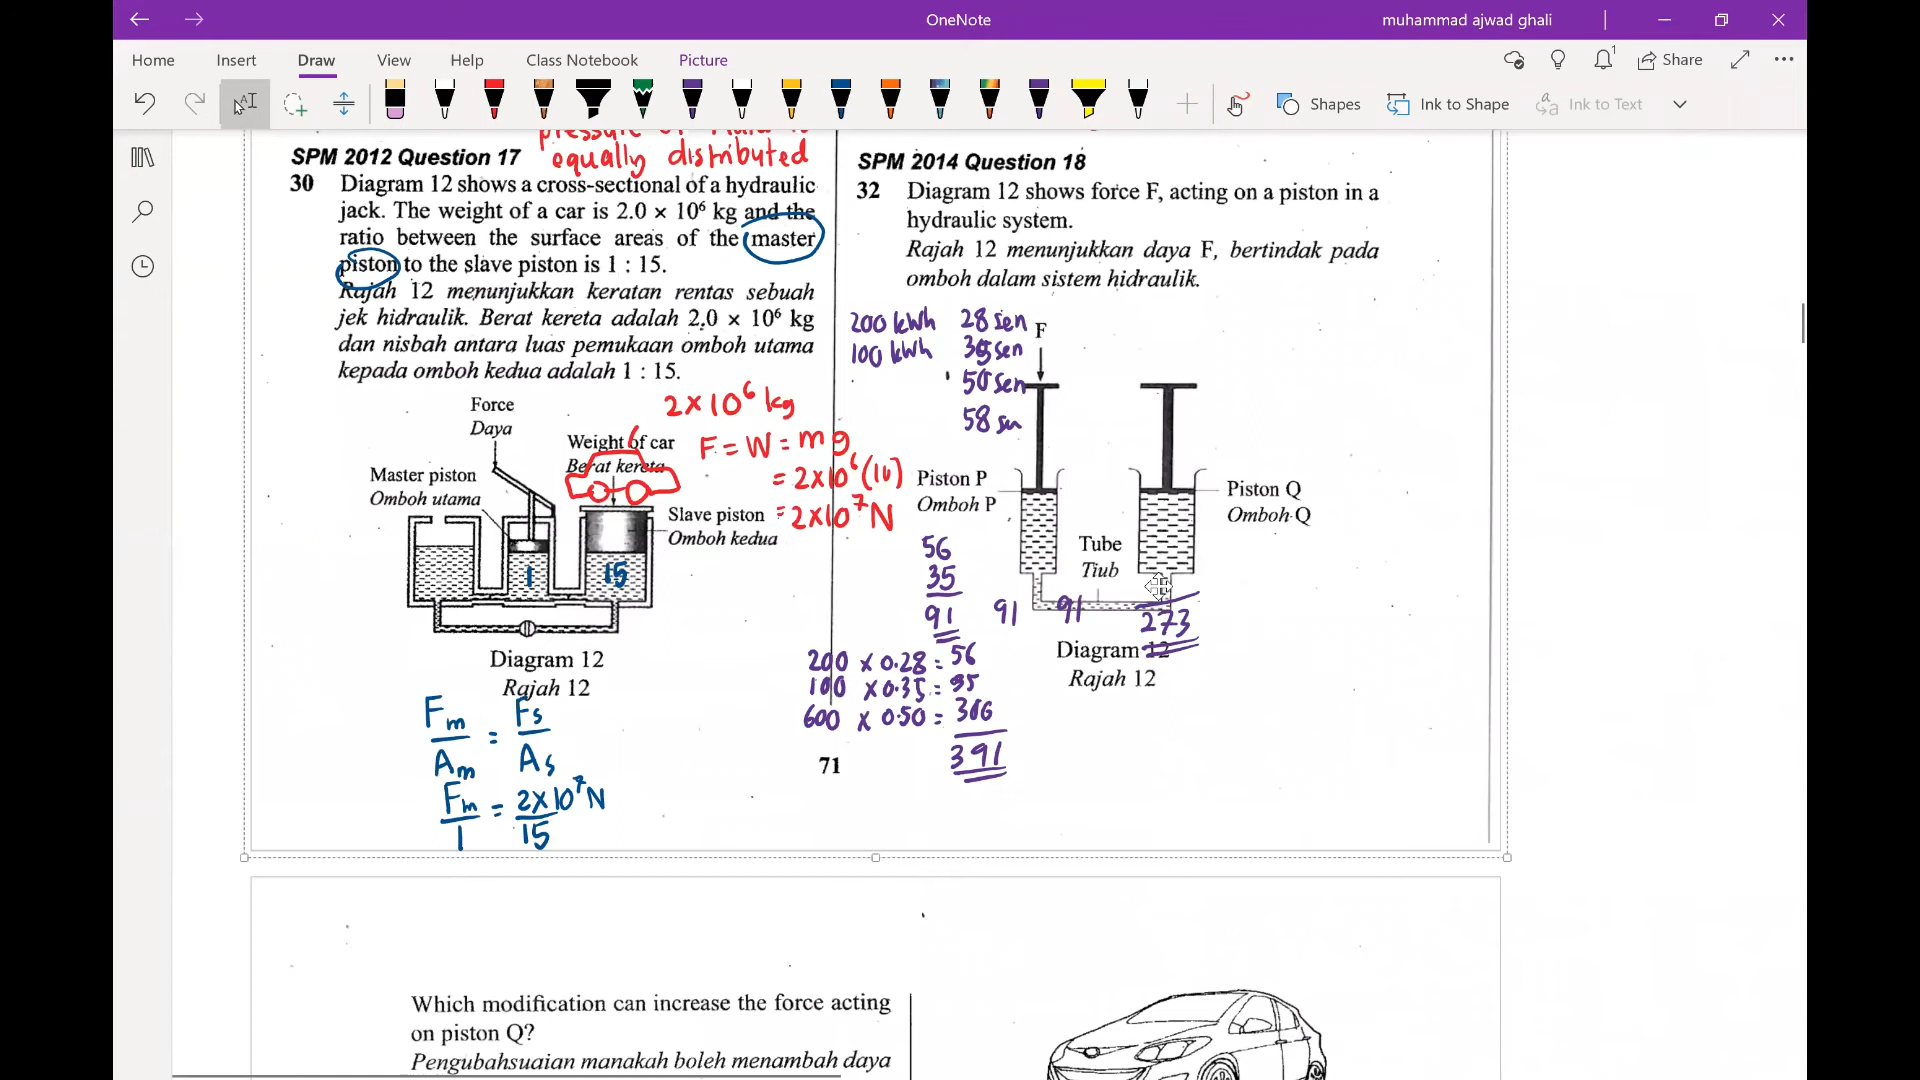 OneNote
muhammad ajwad ghali
Home Insert Draw View Help Class Notebook Picture
1
Share
Shapes
Ink to Shape
Ink to Text
equally distributed
SPM 2012 Question 17
30 Diagram 12 shows a cross-sectional of a hydraulic
jack. The weight of a car is 2.0 × 10⁶ kg and the
ratio between the surface areas of the master
piston to the slave piston is 1 : 15.
Rajah 12 menunjukkan keratan rentas sebuah
jek hidraulik. Berat kereta adalah 2.0 × 10⁶ kg
dan nisbah antara luas pemukaan omboh utama
kepada omboh kedua adalah 1 : 15.
2×10⁶ kg
Force
Daya
Weight of car
Berat kereta
F = W = mg
= 2×10⁶(10)
= 2×10⁷ N
Master piston
Omboh utama
Slave piston
Omboh kedua
1
15
Diagram 12
Rajah 12
Fm = Fs
Am As
Fm = 2×10⁷ N
1 15
71
SPM 2014 Question 18
32 Diagram 12 shows force F, acting on a piston in a
hydraulic system.
Rajah 12 menunjukkan daya F, bertindak pada
omboh dalam sistem hidraulik.
200 kWh 28 sen
100 kWh 35 sen
50 sen
58 sen
F
Piston P
Omboh P
Piston Q
Omboh Q
Tube
Tiub
56
35
91 91 91 273
Diagram 12
Rajah 12
200 × 0.28 = 56
100 × 0.35 = 35
600 × 0.50 = 300
391
Which modification can increase the force acting
on piston Q?
Pengubahsuaian manakah boleh menambah daya